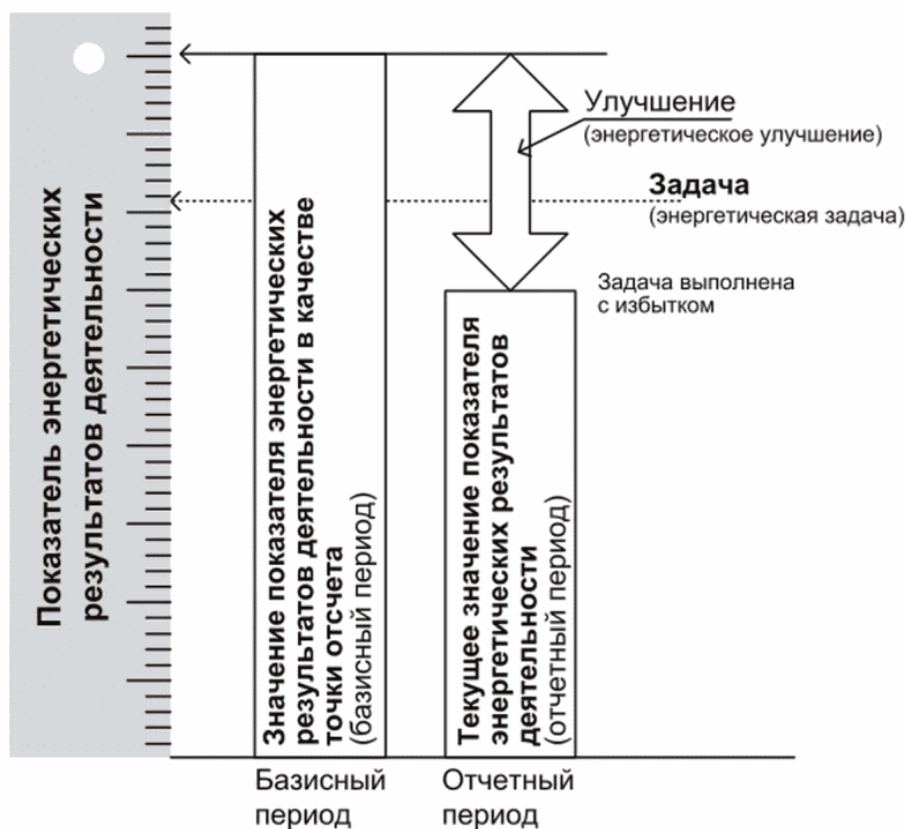 Показатель энергетических
результатов деятельности
Значение показателя энергетических
результатов деятельности в качестве
точки отсчета
(базисный период)
Текущее значение показателя
энергетических результатов
деятельности
(отчетный период)
Улучшение
(энергетическое улучшение)
Задача
(энергетическая задача)
Задача выполнена
с избытком
Базисный
период
Отчетный
период